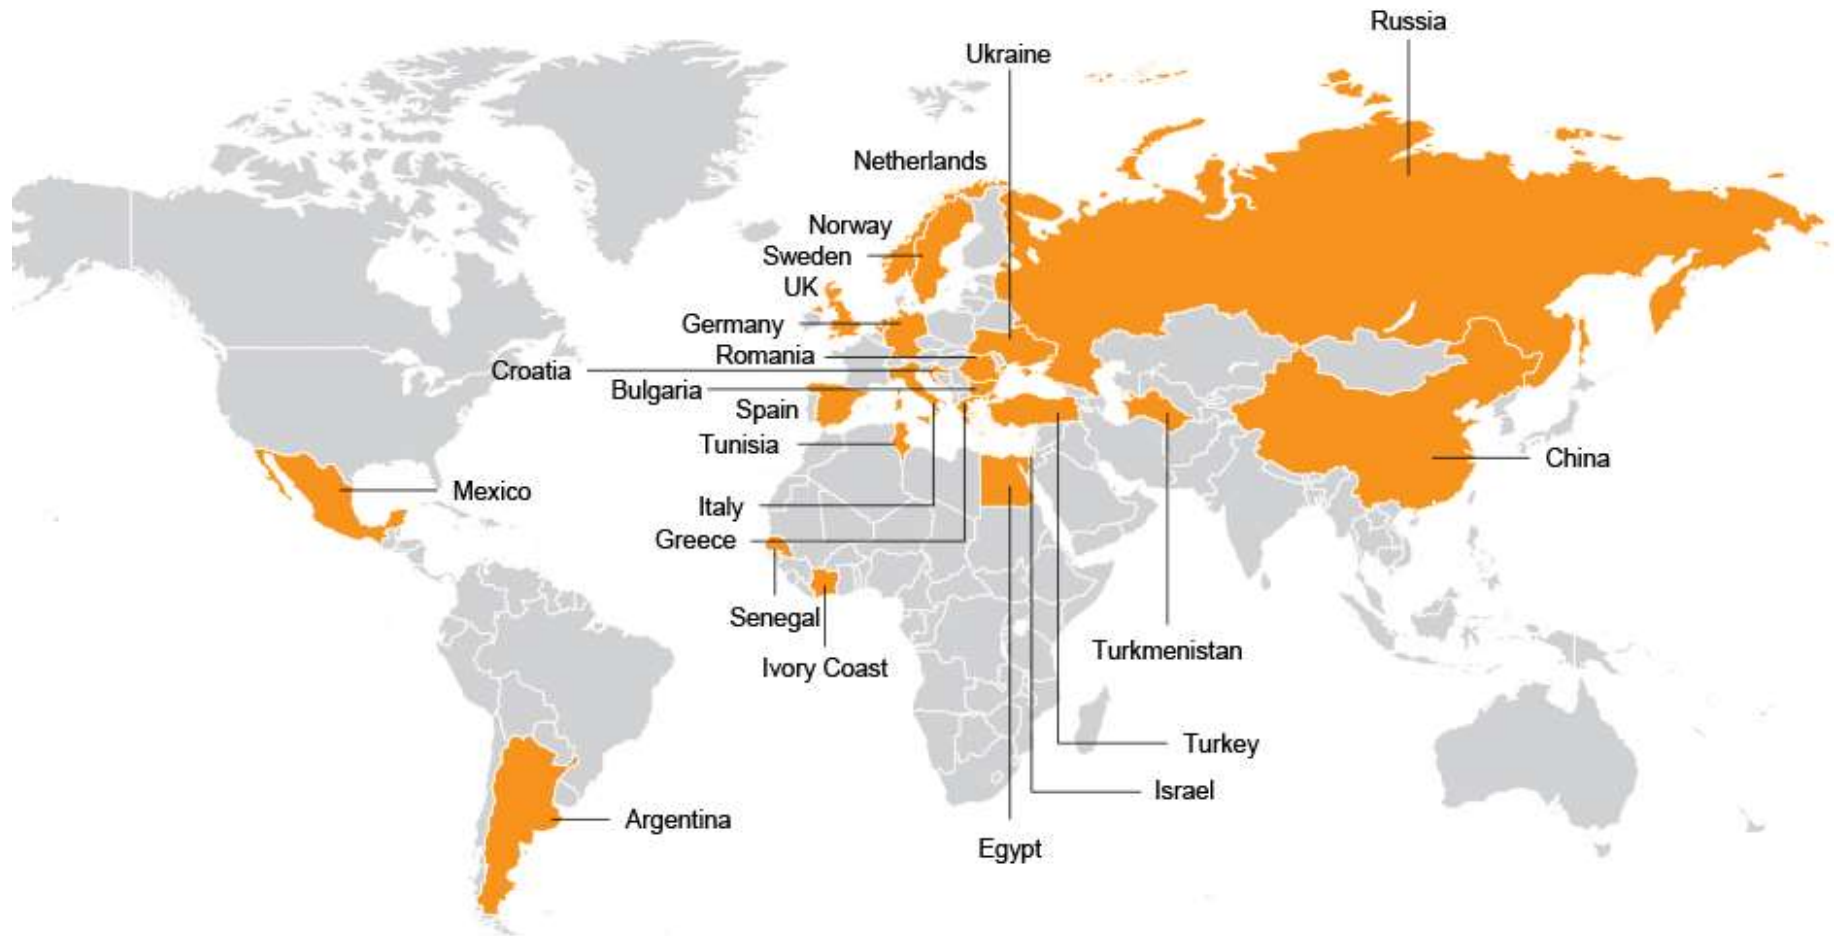 Russia
Ukraine
Netherlands
Norway
Sweden
UK
Germany
Romania
Croatia
Bulgaria
Spain
Tunisia
China
Mexico
Italy
Greece
Senegal
Turkmenistan
Ivory Coast
Turkey
Israel
Argentina
Egypt